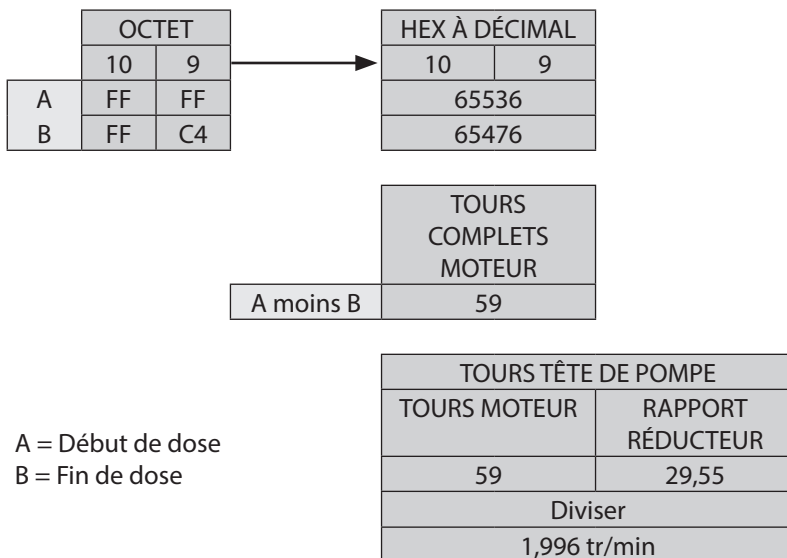 OCTET
HEX À DÉCIMAL
10 9
10 9
A FF FF
65536
B FF C4
65476
TOURS
COMPLETS
MOTEUR
A moins B 59
TOURS TÊTE DE POMPE
TOURS MOTEUR
RAPPORT
RÉDUCTEUR
A = Début de dose
B = Fin de dose
59
29,55
Diviser
1,996 tr/min